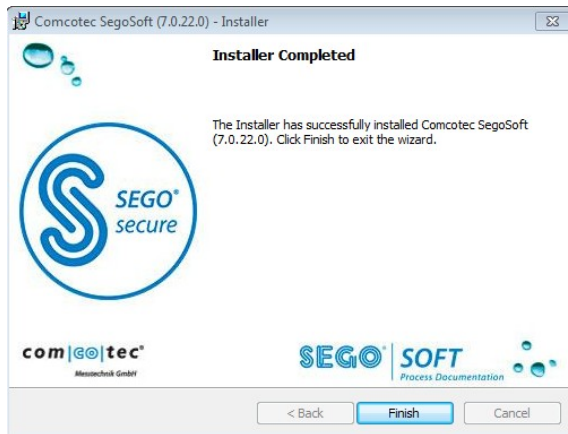 Comcotec SegoSoft (7.0.22.0) - Installer
Installer Completed
The Installer has successfully installed Comcotec SegoSoft
(7.0.22.0). Click Finish to exit the wizard.
SEGO®
secure
com|co|tec®
Messtechnik GmbH
SEGO® SOFT
Process Documentation
< Back
Finish
Cancel